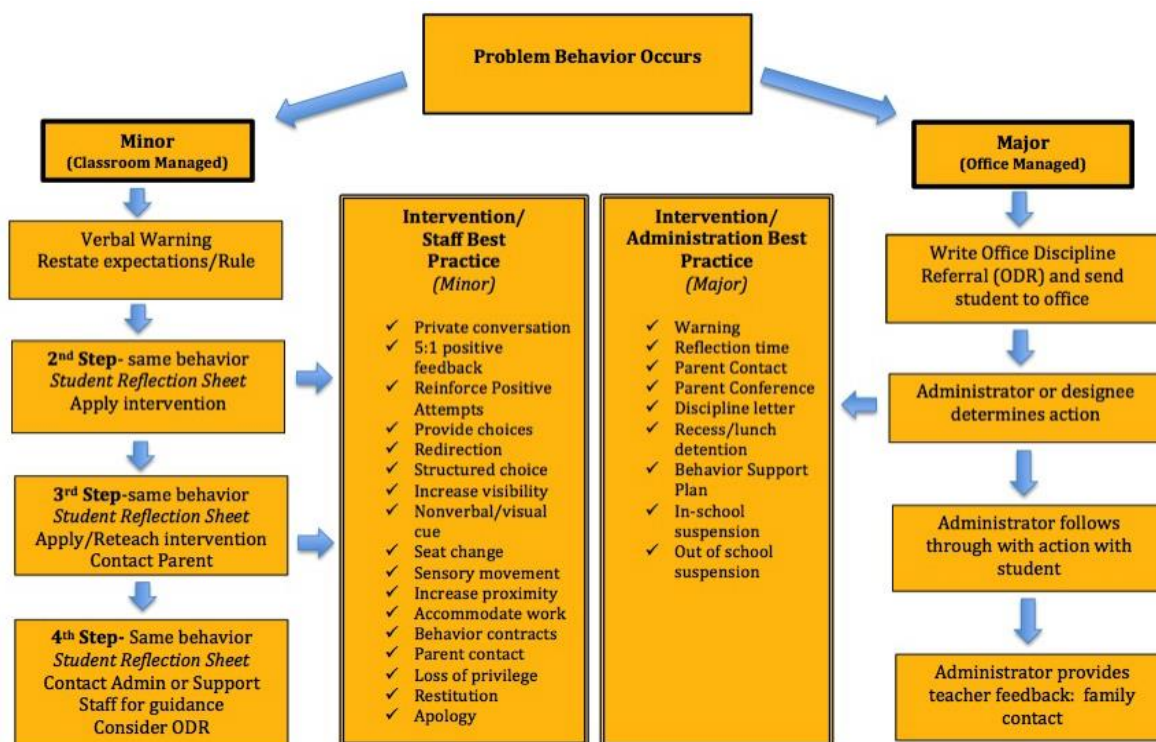 Problem Behavior Occurs
Minor
(Classroom Managed)
Verbal Warning
Restate expectations/Rule
2nd Step- same behavior
Student Reflection Sheet
Apply intervention
3rd Step-same behavior
Student Reflection Sheet
Apply/Reteach intervention
Contact Parent
4th Step- Same behavior
Student Reflection Sheet
Contact Admin or Support
Staff for guidance
Consider ODR
Intervention/
Staff Best
Practice
(Minor)
✓ Private conversation
✓ 5:1 positive
feedback
✓ Reinforce Positive
Attempts
✓ Provide choices
✓ Redirection
✓ Structured choice
✓ Increase visibility
✓ Nonverbal/visual
cue
✓ Seat change
✓ Sensory movement
✓ Increase proximity
✓ Accommodate work
✓ Behavior contracts
✓ Parent contact
✓ Loss of privilege
✓ Restitution
✓ Apology
Intervention/
Administration Best
Practice
(Major)
✓ Warning
✓ Reflection time
✓ Parent Contact
✓ Parent Conference
✓ Discipline letter
✓ Recess/lunch
detention
✓ Behavior Support
Plan
✓ In-school
suspension
✓ Out of school
suspension
Major
(Office Managed)
Write Office Discipline
Referral (ODR) and send
student to office
Administrator or designee
determines action
Administrator follows
through with action with
student
Administrator provides
teacher feedback: family
contact